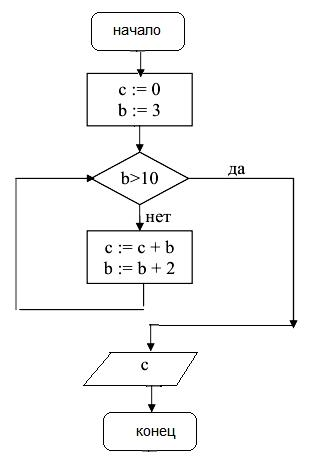 начало
c := 0
b := 3
b>10
да
нет
c := c + b
b := b + 2
c
конец